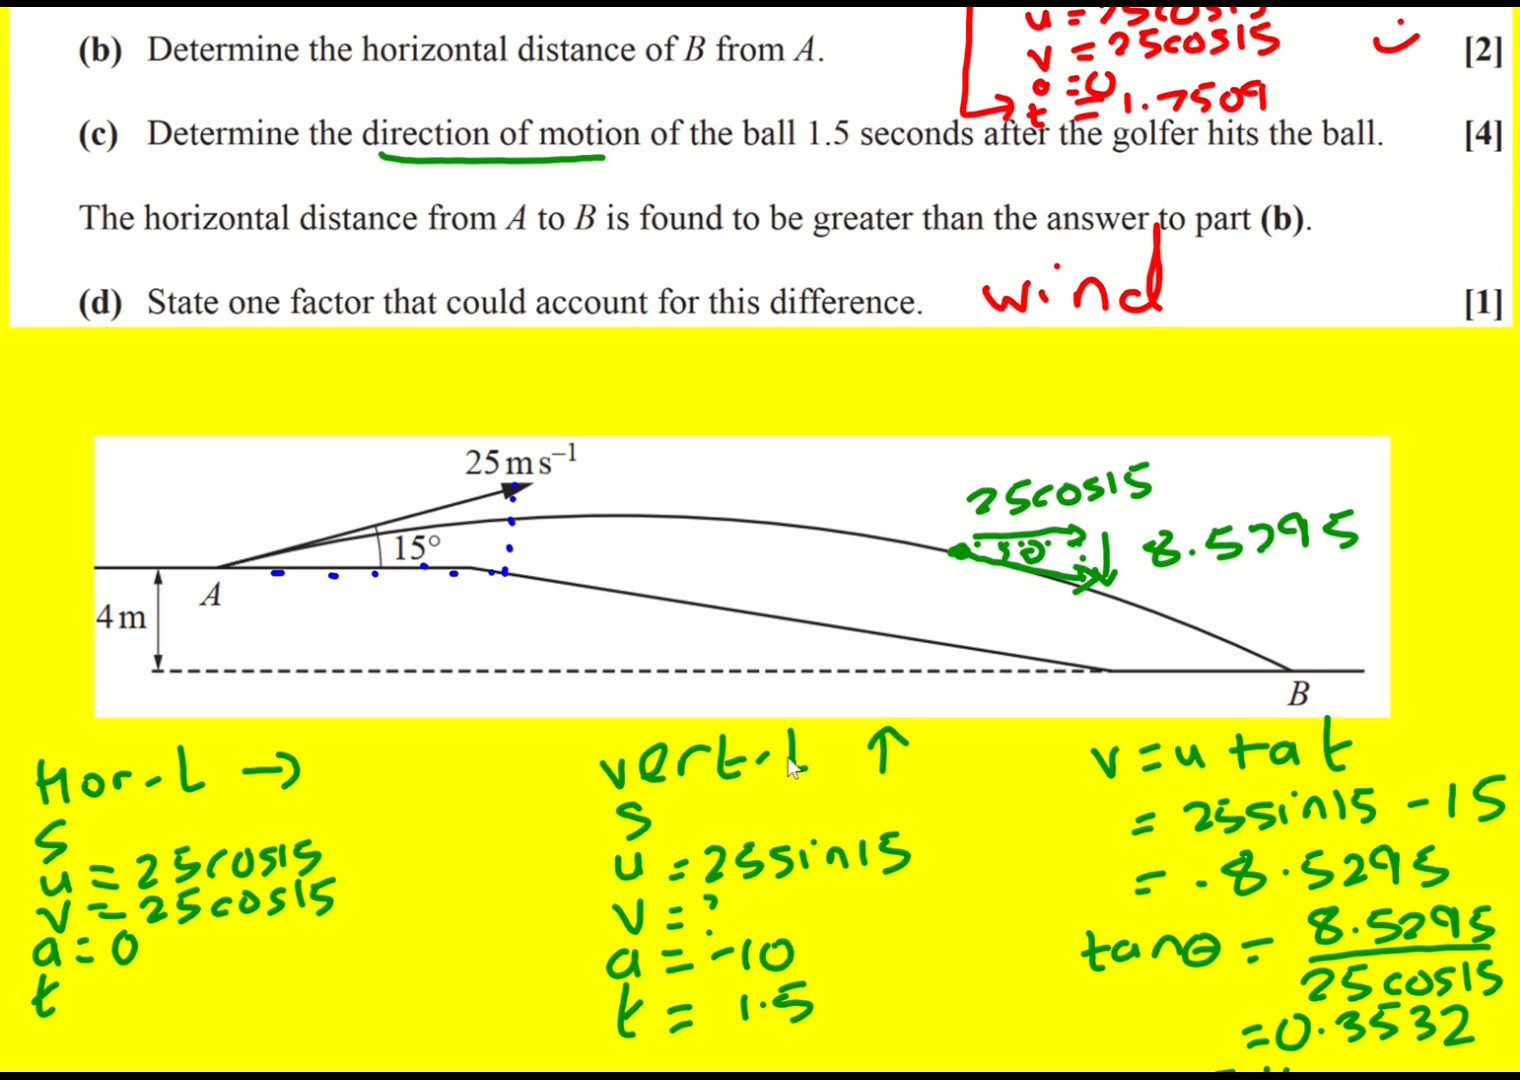 u = 25cos15
(b) Determine the horizontal distance of B from A.
v = 25cos15
[2]
a = 0
t = 1.7509
(c) Determine the direction of motion of the ball 1.5 seconds after the golfer hits the ball. [4]
The horizontal distance from A to B is found to be greater than the answer to part (b).
(d) State one factor that could account for this difference. wind [1]
25 m s⁻¹
25cos15
15°
8.5295
A
4 m
B
Hor-l →
s
u = 25cos15
v = 25cos15
a = 0
t
vert-l ↑
s
u = 25sin15
v = ?
a = -10
t = 1.5
v = u + at
= 25sin15 - 15
= -8.5295
tanθ = 8.5295 / 25cos15
= 0.3532